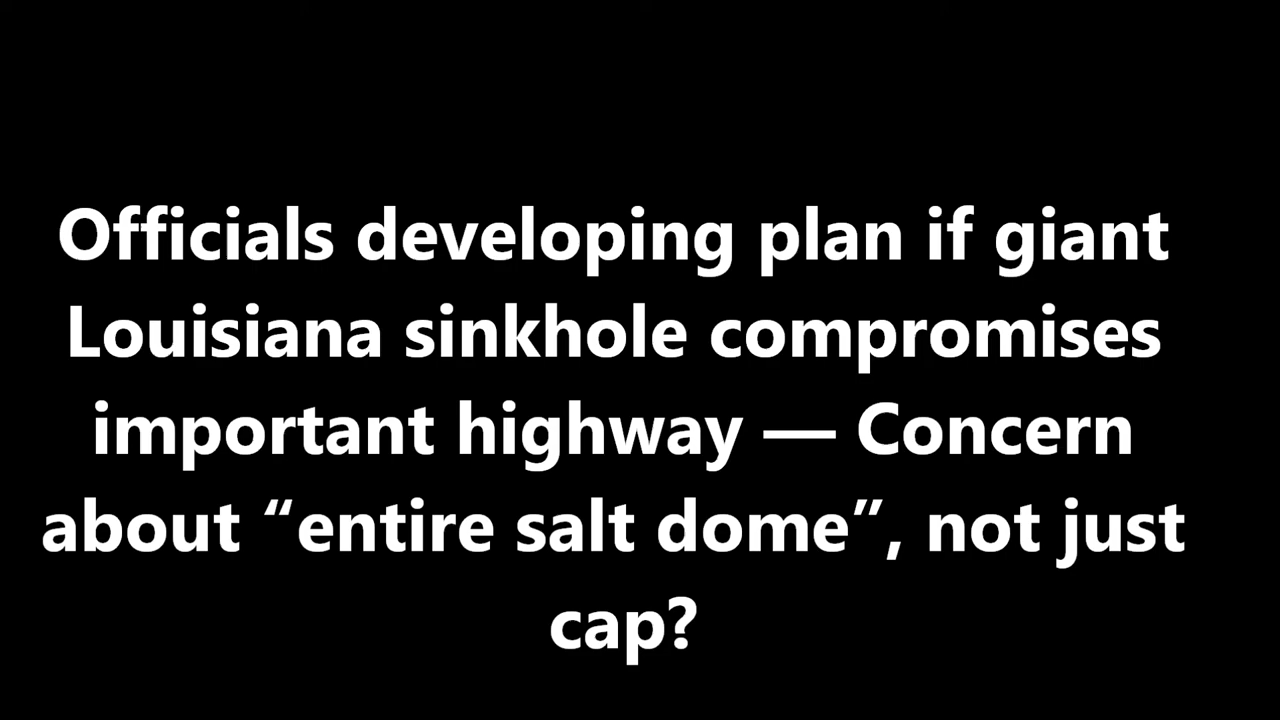 Officials developing plan if giant
Louisiana sinkhole compromises
important highway — Concern
about “entire salt dome”, not just
cap?